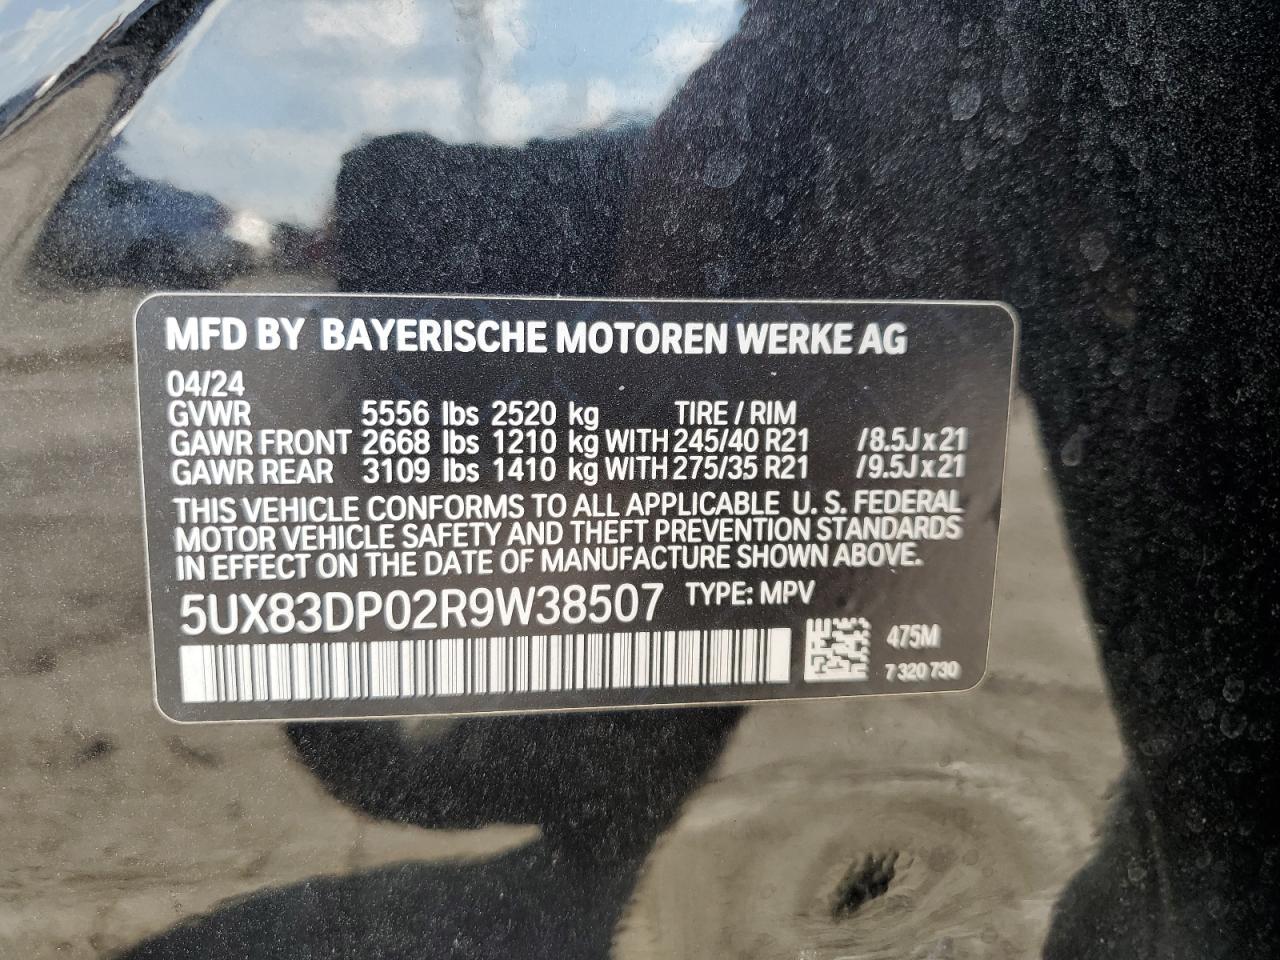 MFD BY BAYERISCHE MOTOREN WERKE AG
04/24
GVWR 5556 lbs 2520 kg TIRE / RIM
GAWR FRONT 2668 lbs 1210 kg WITH 245/40 R21 /8.5J x 21
GAWR REAR 3109 lbs 1410 kg WITH 275/35 R21 /9.5J x 21
THIS VEHICLE CONFORMS TO ALL APPLICABLE U. S. FEDERAL
MOTOR VEHICLE SAFETY AND THEFT PREVENTION STANDARDS
IN EFFECT ON THE DATE OF MANUFACTURE SHOWN ABOVE.
5UX83DP02R9W38507 TYPE: MPV
475M
7 320 730